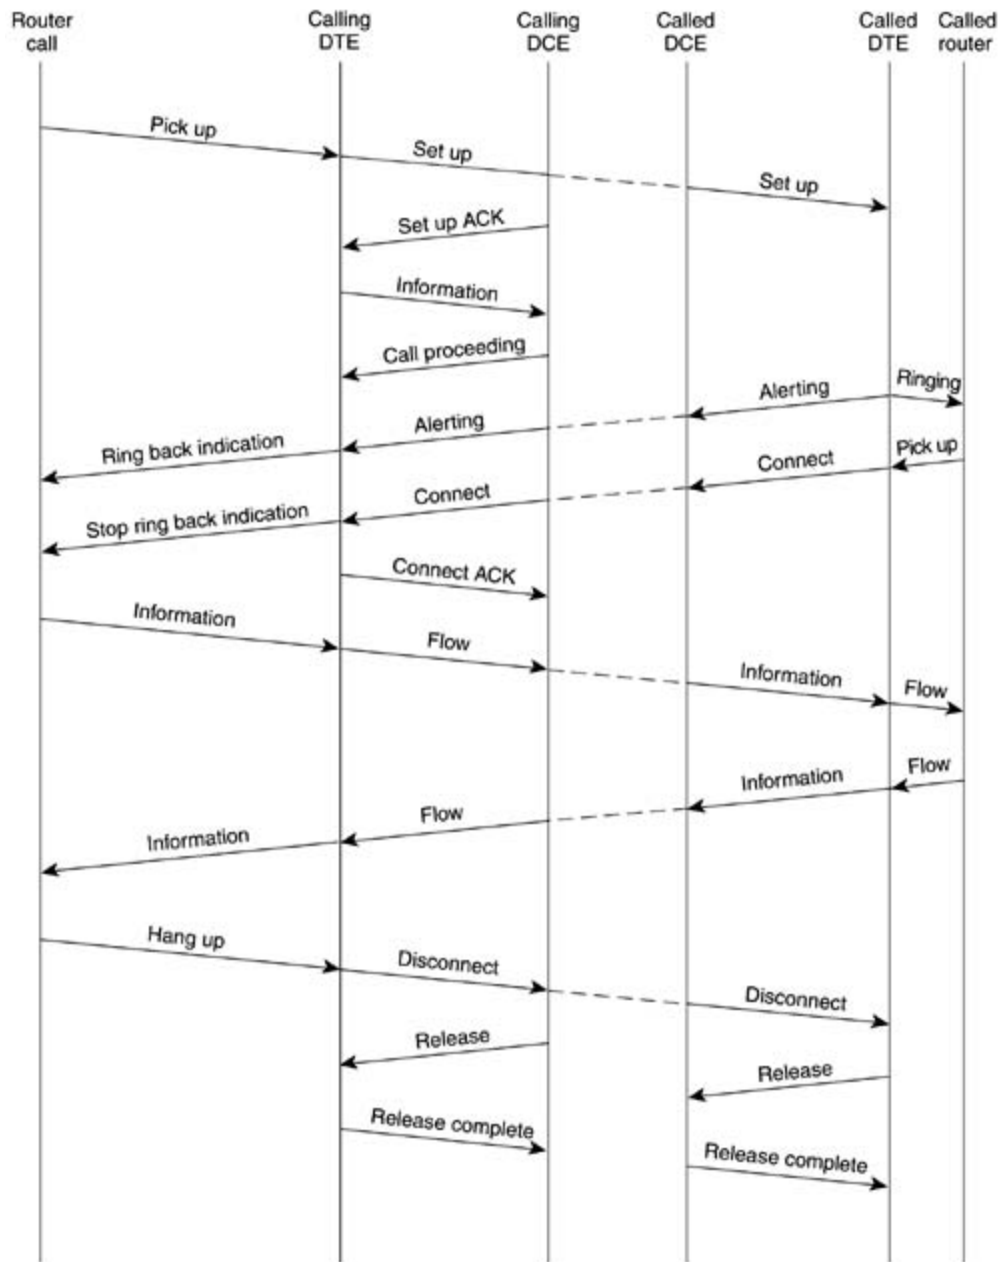 Router call
Calling DTE
Calling DCE
Called DCE
Called DTE
Called router
Pick up
Set up
Set up
Set up ACK
Information
Call proceeding
Ringing
Alerting
Alerting
Ring back indication
Pick up
Connect
Connect
Stop ring back indication
Connect ACK
Information
Flow
Information
Flow
Flow
Information
Flow
Information
Hang up
Disconnect
Disconnect
Release
Release
Release complete
Release complete